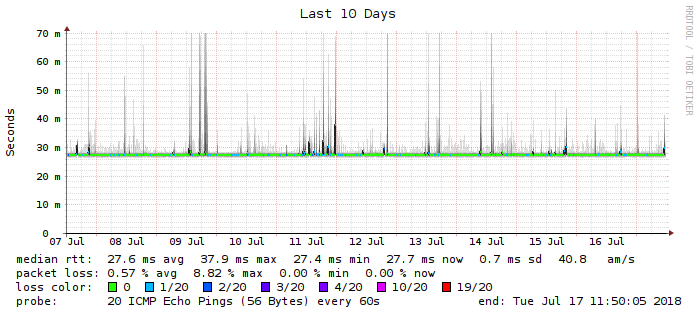 Last 10 Days
RRDTOOL / TOBI OETIKER
Seconds
70 m
60 m
50 m
40 m
30 m
20 m
10 m
0
07 Jul 08 Jul 09 Jul 10 Jul 11 Jul 12 Jul 13 Jul 14 Jul 15 Jul 16 Jul
median rtt: 27.6 ms avg 37.9 ms max 27.4 ms min 27.7 ms now 0.7 ms sd 40.8 am/s
packet loss: 0.57 % avg 8.82 % max 0.00 % min 0.00 % now
loss color: 0 1/20 2/20 3/20 4/20 10/20 19/20
probe: 20 ICMP Echo Pings (56 Bytes) every 60s end: Tue Jul 17 11:50:05 2018